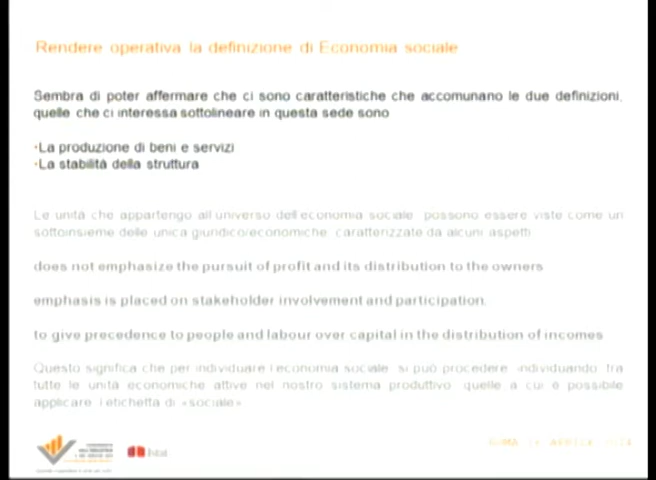 Rendere operativa la definizione di Economia sociale
Sembra di poter affermare che ci sono caratteristiche che accomunano le due definizioni,
quelle che ci interessa sottolineare in questa sede sono
•La produzione di beni e servizi
•La stabilità della struttura
Le unità che appartengo all'universo dell'economia sociale possono essere viste come un
sottoinsieme delle unica giuridico/economiche, caratterizzate da alcuni aspetti
does not emphasize the pursuit of profit and its distribution to the owners
emphasis is placed on stakeholder involvement and participation.
to give precedence to people and labour over capital in the distribution of incomes
Questo significa che per individuare l'economia sociale si può procedere individuando tra
tutte le unità economiche attive nel nostro sistema produttivo quelle a cui è possibile
applicare l'etichetta di «sociale»
ROMA
Istat